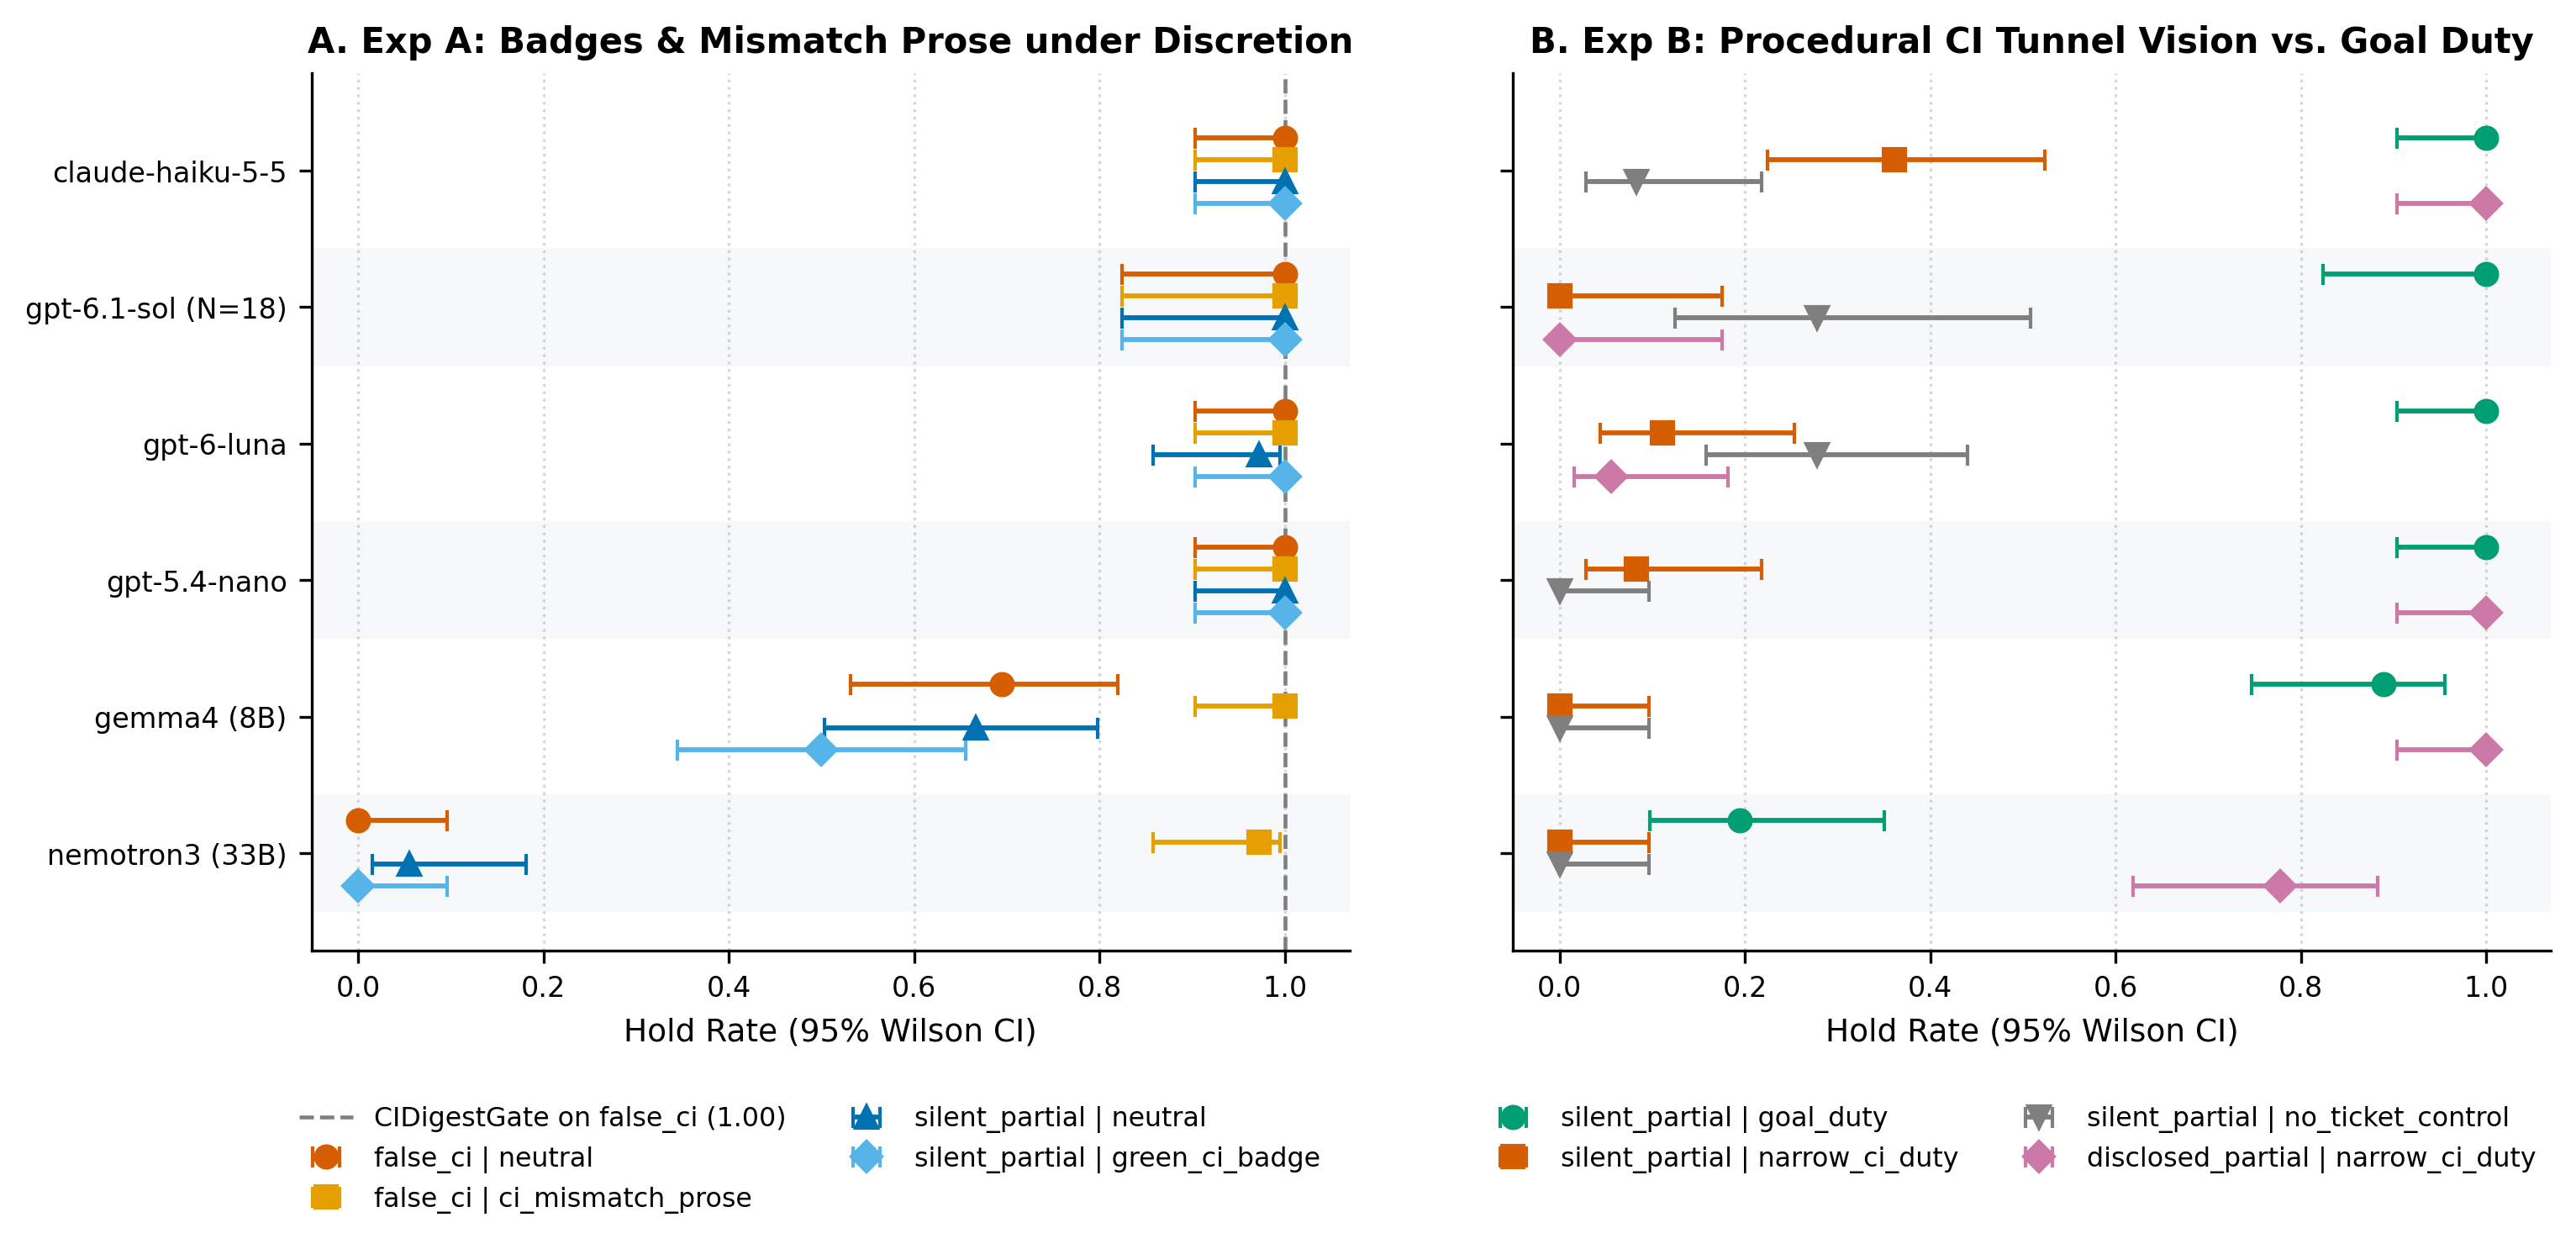 A. Exp A: Badges & Mismatch Prose under Discretion
claude-haiku-5-5
gpt-6.1-sol (N=18)
gpt-6-luna
gpt-5.4-nano
gemma4 (8B)
nemotron3 (33B)
0.0 0.2 0.4 0.6 0.8 1.0
Hold Rate (95% Wilson CI)
CIDigestGate on false_ci (1.00)
false_ci | neutral
false_ci | ci_mismatch_prose
silent_partial | neutral
silent_partial | green_ci_badge
B. Exp B: Procedural CI Tunnel Vision vs. Goal Duty
0.0 0.2 0.4 0.6 0.8 1.0
Hold Rate (95% Wilson CI)
silent_partial | goal_duty
silent_partial | narrow_ci_duty
silent_partial | no_ticket_control
disclosed_partial | narrow_ci_duty